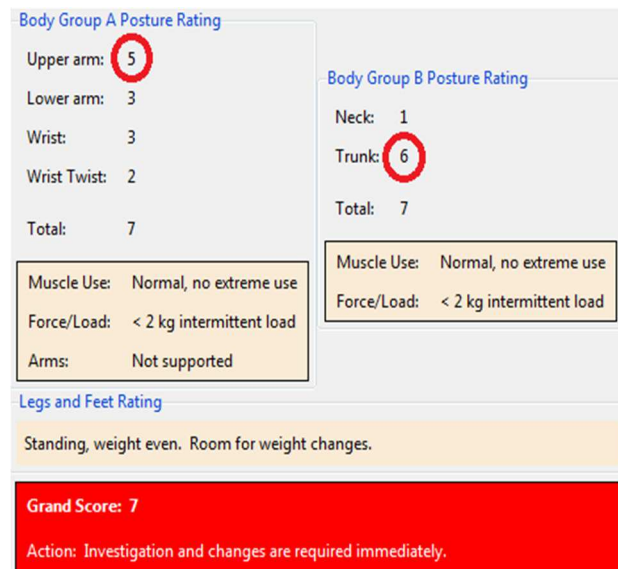 Body Group A Posture Rating
Upper arm: 5
Lower arm: 3
Wrist: 3
Wrist Twist: 2
Total: 7
Muscle Use: Normal, no extreme use
Force/Load: < 2 kg intermittent load
Arms: Not supported
Body Group B Posture Rating
Neck: 1
Trunk: 6
Total: 7
Muscle Use: Normal, no extreme use
Force/Load: < 2 kg intermittent load
Legs and Feet Rating
Standing, weight even. Room for weight changes.
Grand Score: 7
Action: Investigation and changes are required immediately.